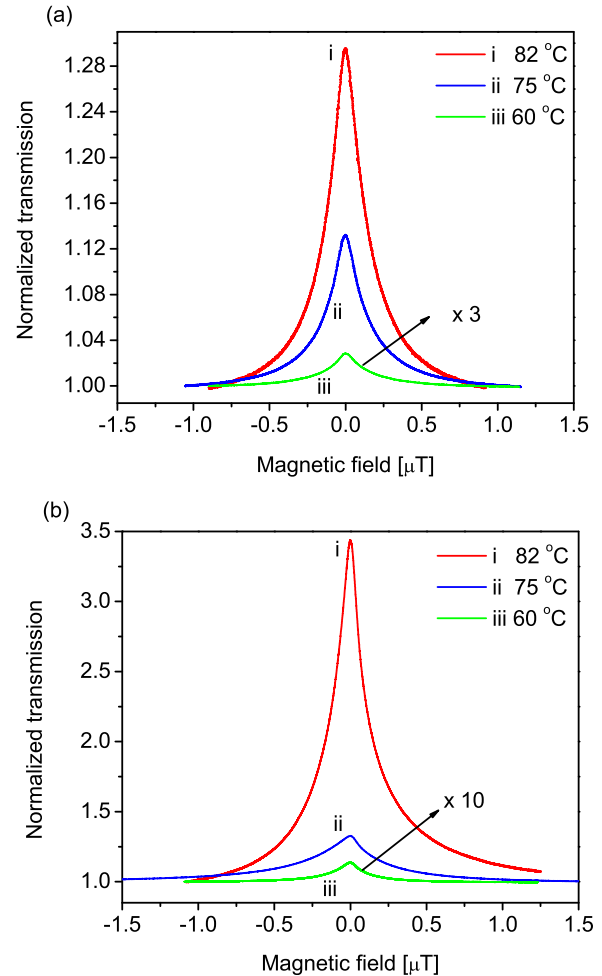 (a)
i
i 82 °C
ii 75 °C
iii 60 °C
1.28
1.24
1.20
1.16
1.12
1.08
1.04
1.00
Normalized transmission
ii
x 3
iii
-1.5 -1.0 -0.5 0.0 0.5 1.0 1.5
Magnetic field [μT]
(b)
i
i 82 °C
ii 75 °C
iii 60 °C
3.5
3.0
2.5
2.0
1.5
1.0
Normalized transmission
ii
x 10
iii
-1.5 -1.0 -0.5 0.0 0.5 1.0 1.5
Magnetic field [μT]